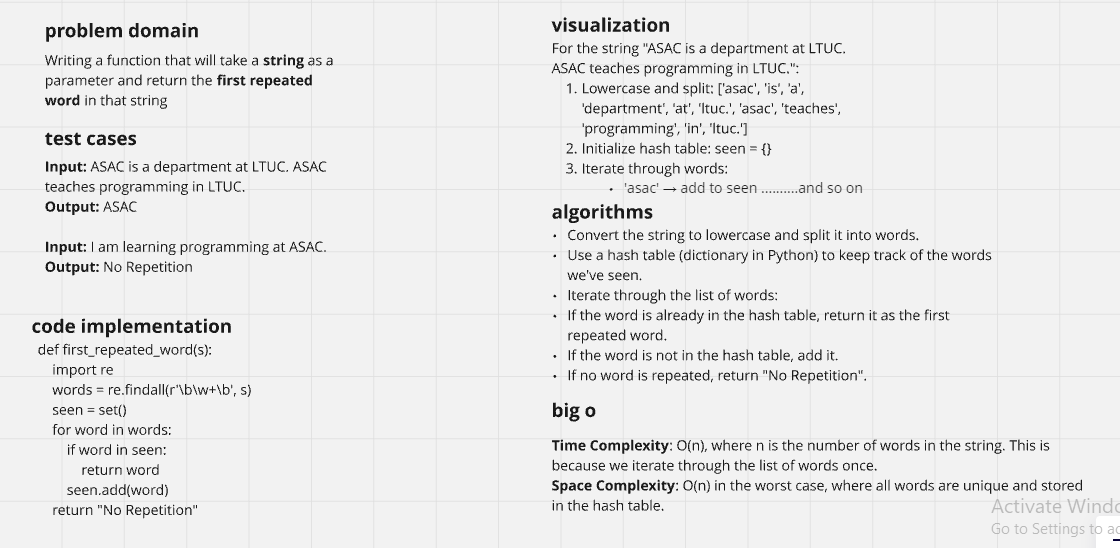 problem domain
Writing a function that will take a string as a
parameter and return the first repeated
word in that string
test cases
Input: ASAC is a department at LTUC. ASAC
teaches programming in LTUC.
Output: ASAC
Input: I am learning programming at ASAC.
Output: No Repetition
code implementation
def first_repeated_word(s):
import re
words = re.findall(r'\b\w+\b', s)
seen = set()
for word in words:
if word in seen:
return word
seen.add(word)
return "No Repetition"
visualization
For the string "ASAC is a department at LTUC.
ASAC teaches programming in LTUC.":
1. Lowercase and split: ['asac', 'is', 'a',
'department', 'at', 'ltuc.', 'asac', 'teaches',
'programming', 'in', 'ltuc.']
2. Initialize hash table: seen = {}
3. Iterate through words:
• 'asac' → add to seen ..........and so on
algorithms
• Convert the string to lowercase and split it into words.
• Use a hash table (dictionary in Python) to keep track of the words
we've seen.
• Iterate through the list of words:
• If the word is already in the hash table, return it as the first
repeated word.
• If the word is not in the hash table, add it.
• If no word is repeated, return "No Repetition".
big o
Time Complexity: O(n), where n is the number of words in the string. This is
because we iterate through the list of words once.
Space Complexity: O(n) in the worst case, where all words are unique and stored
in the hash table.
Activate Windo
Go to Settings to ac